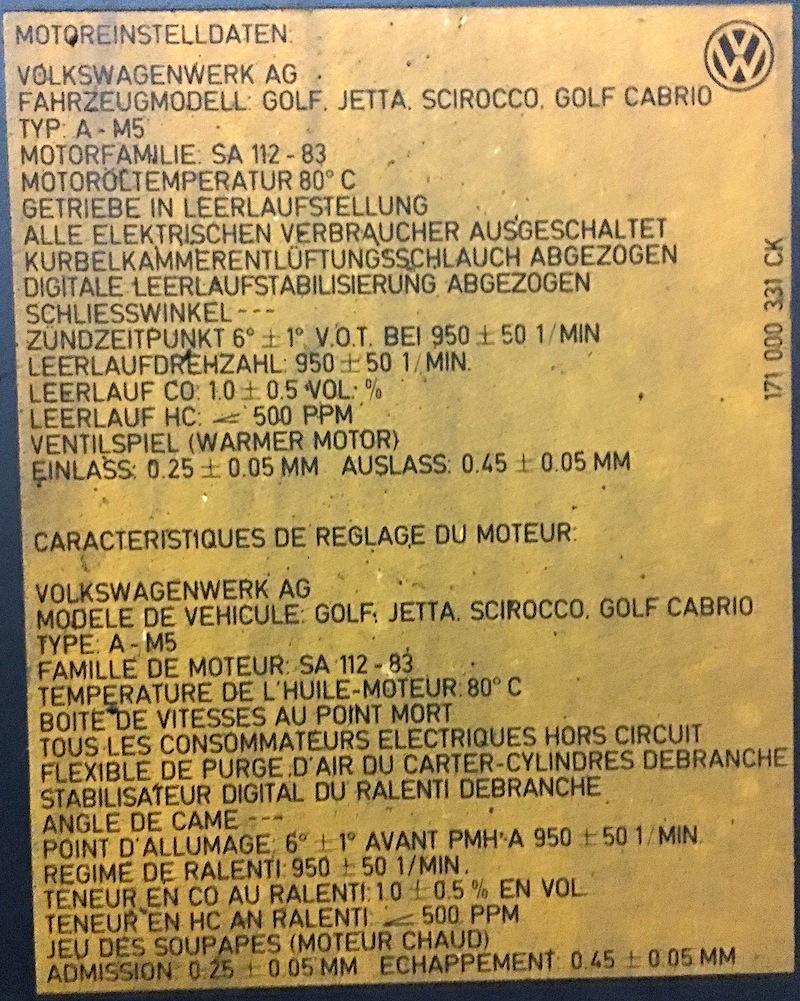 MOTOREINSTELLDATEN:
VOLKSWAGENWERK AG
FAHRZEUGMODELL: GOLF, JETTA, SCIROCCO, GOLF CABRIO
TYP: A - M5
MOTORFAMILIE: SA 112 - 83
MOTORÖLTEMPERATUR 80° C
GETRIEBE IN LEERLAUFSTELLUNG
ALLE ELEKTRISCHEN VERBRAUCHER AUSGESCHALTET
KURBELKAMMERENTLÜFTUNGSSCHLAUCH ABGEZOGEN
DIGITALE LEERLAUFSTABILISIERUNG ABGEZOGEN
SCHLIESSWINKEL ---
ZÜNDZEITPUNKT 6° ± 1° V.O.T. BEI 950 ± 50 1/MIN
LEERLAUFDREHZAHL: 950 ± 50 1/MIN.
LEERLAUF CO: 1.0 ± 0.5 VOL. %
LEERLAUF HC: ≤ 500 PPM
VENTILSPIEL (WARMER MOTOR)
EINLASS: 0.25 ± 0.05 MM AUSLASS: 0.45 ± 0.05 MM
171 000 331 CK
CARACTERISTIQUES DE REGLAGE DU MOTEUR:
VOLKSWAGENWERK AG
MODELE DE VEHICULE: GOLF, JETTA, SCIROCCO, GOLF CABRIO
TYPE: A - M5
FAMILLE DE MOTEUR: SA 112 - 83
TEMPERATURE DE L'HUILE-MOTEUR: 80° C
BOITE DE VITESSES AU POINT MORT
TOUS LES CONSOMMATEURS ELECTRIQUES HORS CIRCUIT
FLEXIBLE DE PURGE D'AIR DU CARTER-CYLINDRES DEBRANCHE
STABILISATEUR DIGITAL DU RALENTI DEBRANCHE
ANGLE DE CAME ---
POINT D'ALLUMAGE: 6° ± 1° AVANT PMH A 950 ± 50 1/MIN.
REGIME DE RALENTI: 950 ± 50 1/MIN.
TENEUR EN CO AU RALENTI: 1.0 ± 0.5 % EN VOL.
TENEUR EN HC AN RALENTI: ≤ 500 PPM
JEU DES SOUPAPES (MOTEUR CHAUD)
ADMISSION: 0.25 ± 0.05 MM ECHAPPEMENT: 0.45 ± 0.05 MM